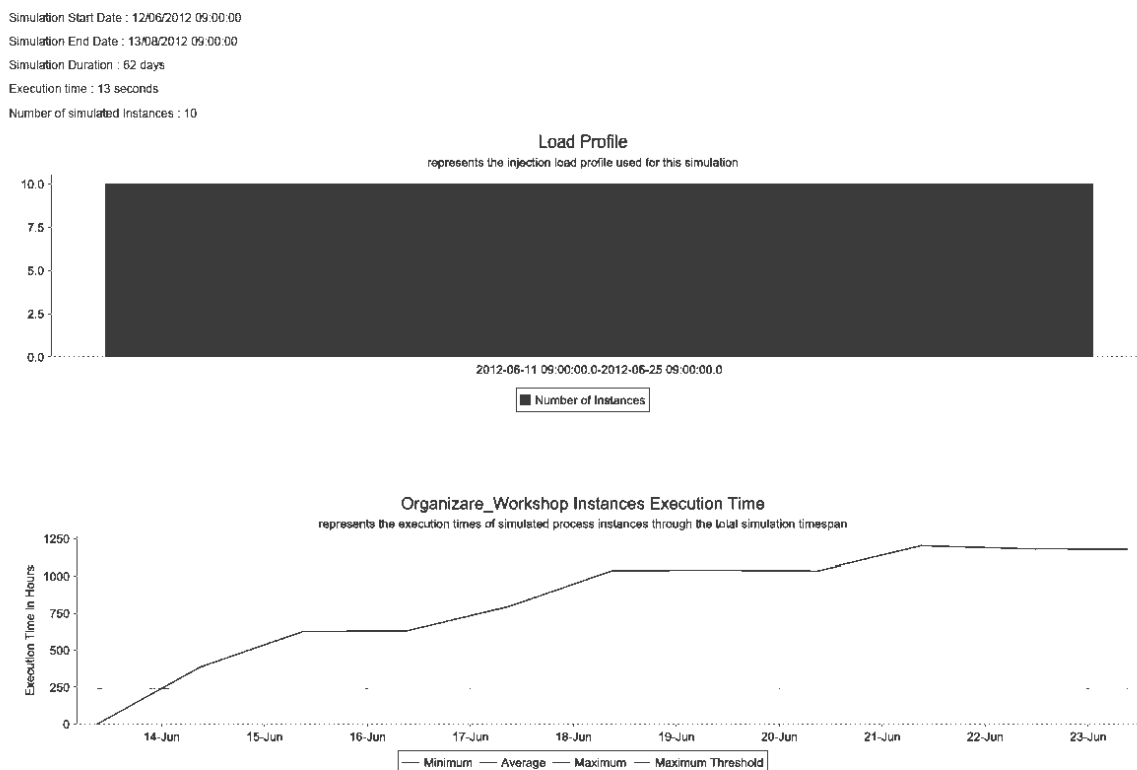 Simulation Start Date : 12/06/2012 09:00:00
Simulation End Date : 13/08/2012 09:00:00
Simulation Duration : 62 days
Execution time : 13 seconds
Number of simulated Instances : 10
Load Profile
represents the injection load profile used for this simulation
10.0
7.5
5.0
2.5
0.0
2012-06-11 09:00:00.0-2012-06-25 09:00:00.0
Number of Instances
Organizare_Workshop Instances Execution Time
represents the execution times of simulated process instances through the total simulation timespan
Execution Time In Hours
1250
1000
750
500
250
0
14-Jun 15-Jun 16-Jun 17-Jun 18-Jun 19-Jun 20-Jun 21-Jun 22-Jun 23-Jun
Minimum Average Maximum Maximum Threshold